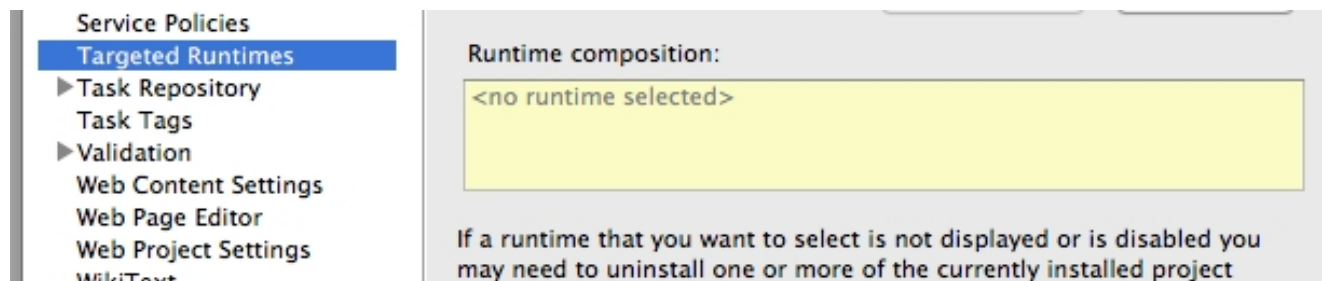 Service Policies
Targeted Runtimes
Task Repository
Task Tags
Validation
Web Content Settings
Web Page Editor
Web Project Settings
WikiText
Runtime composition:
<no runtime selected>
If a runtime that you want to select is not displayed or is disabled you
may need to uninstall one or more of the currently installed project